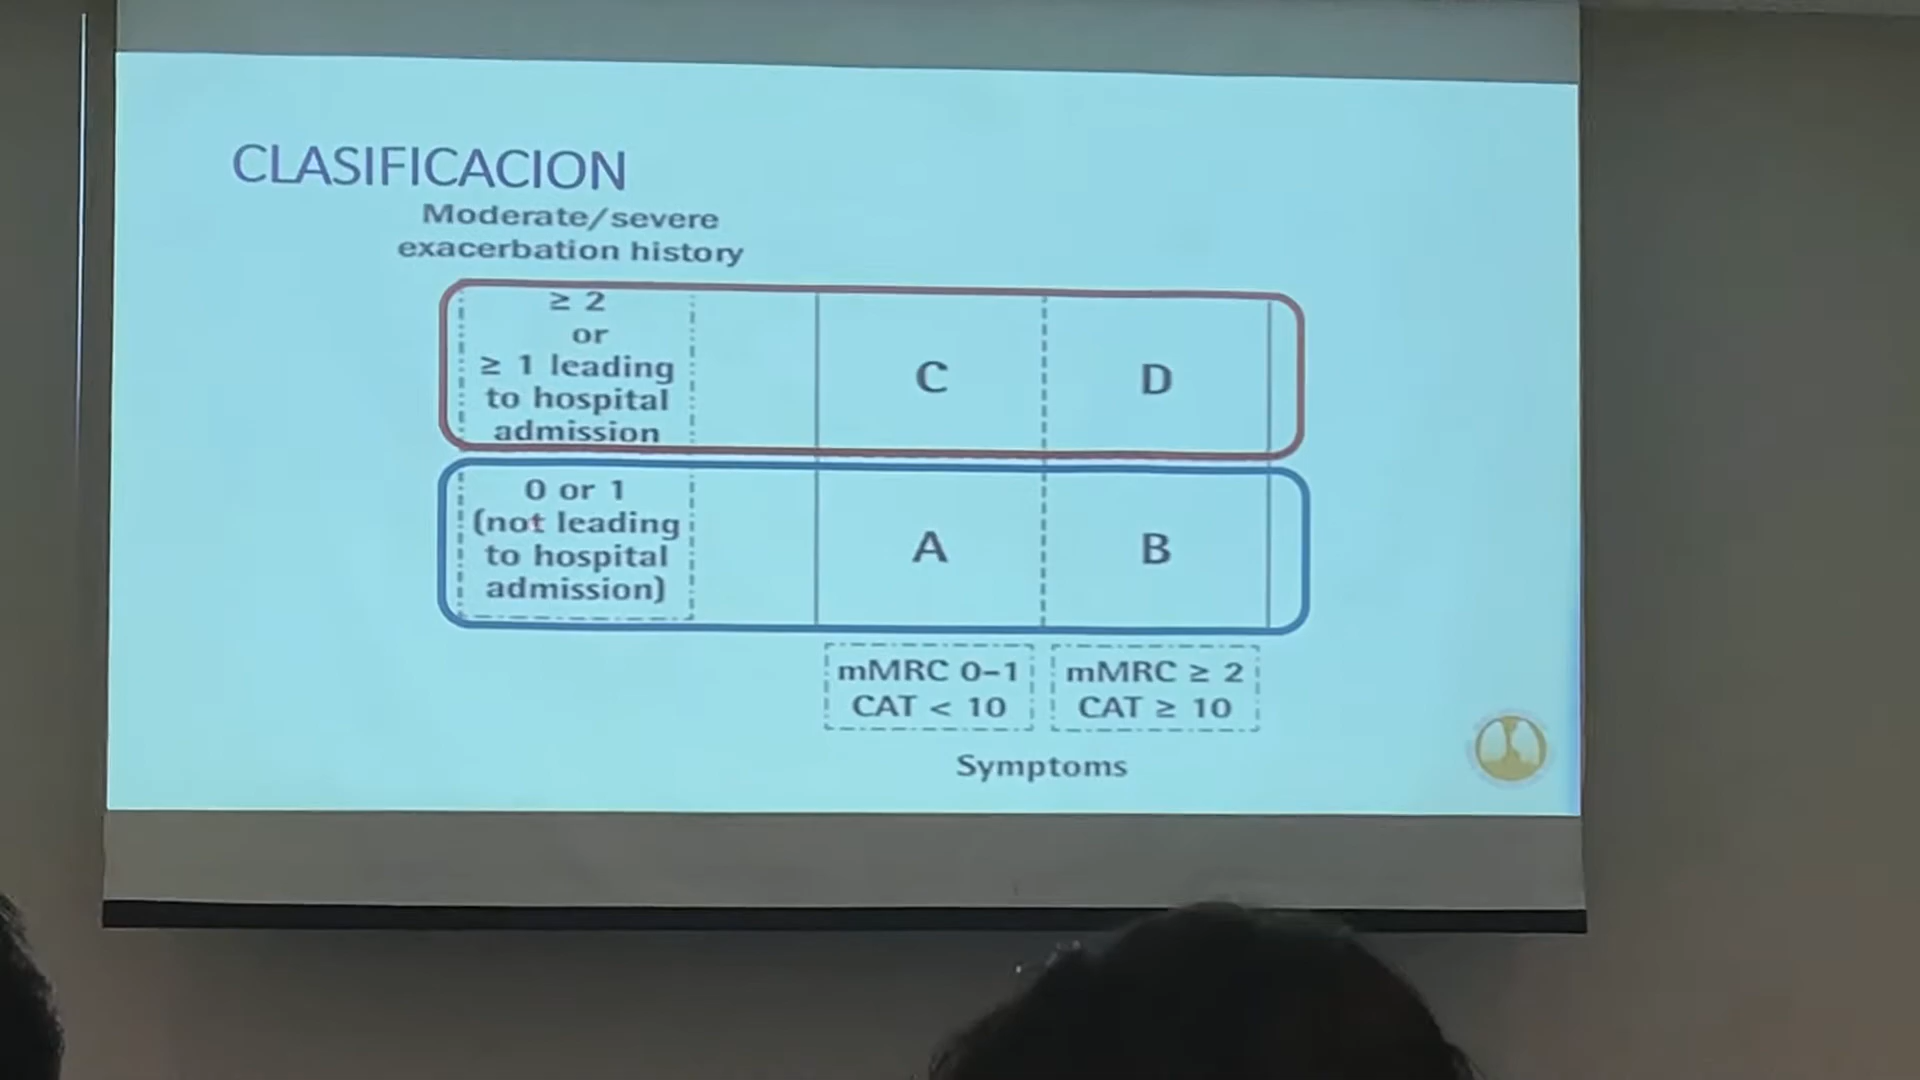 CLASIFICACION
Moderate/severe
exacerbation history
≥ 2
or
≥ 1 leading
to hospital
admission
C
D
0 or 1
(not leading
to hospital
admission)
A
B
mMRC 0-1
CAT < 10
mMRC ≥ 2
CAT ≥ 10
Symptoms